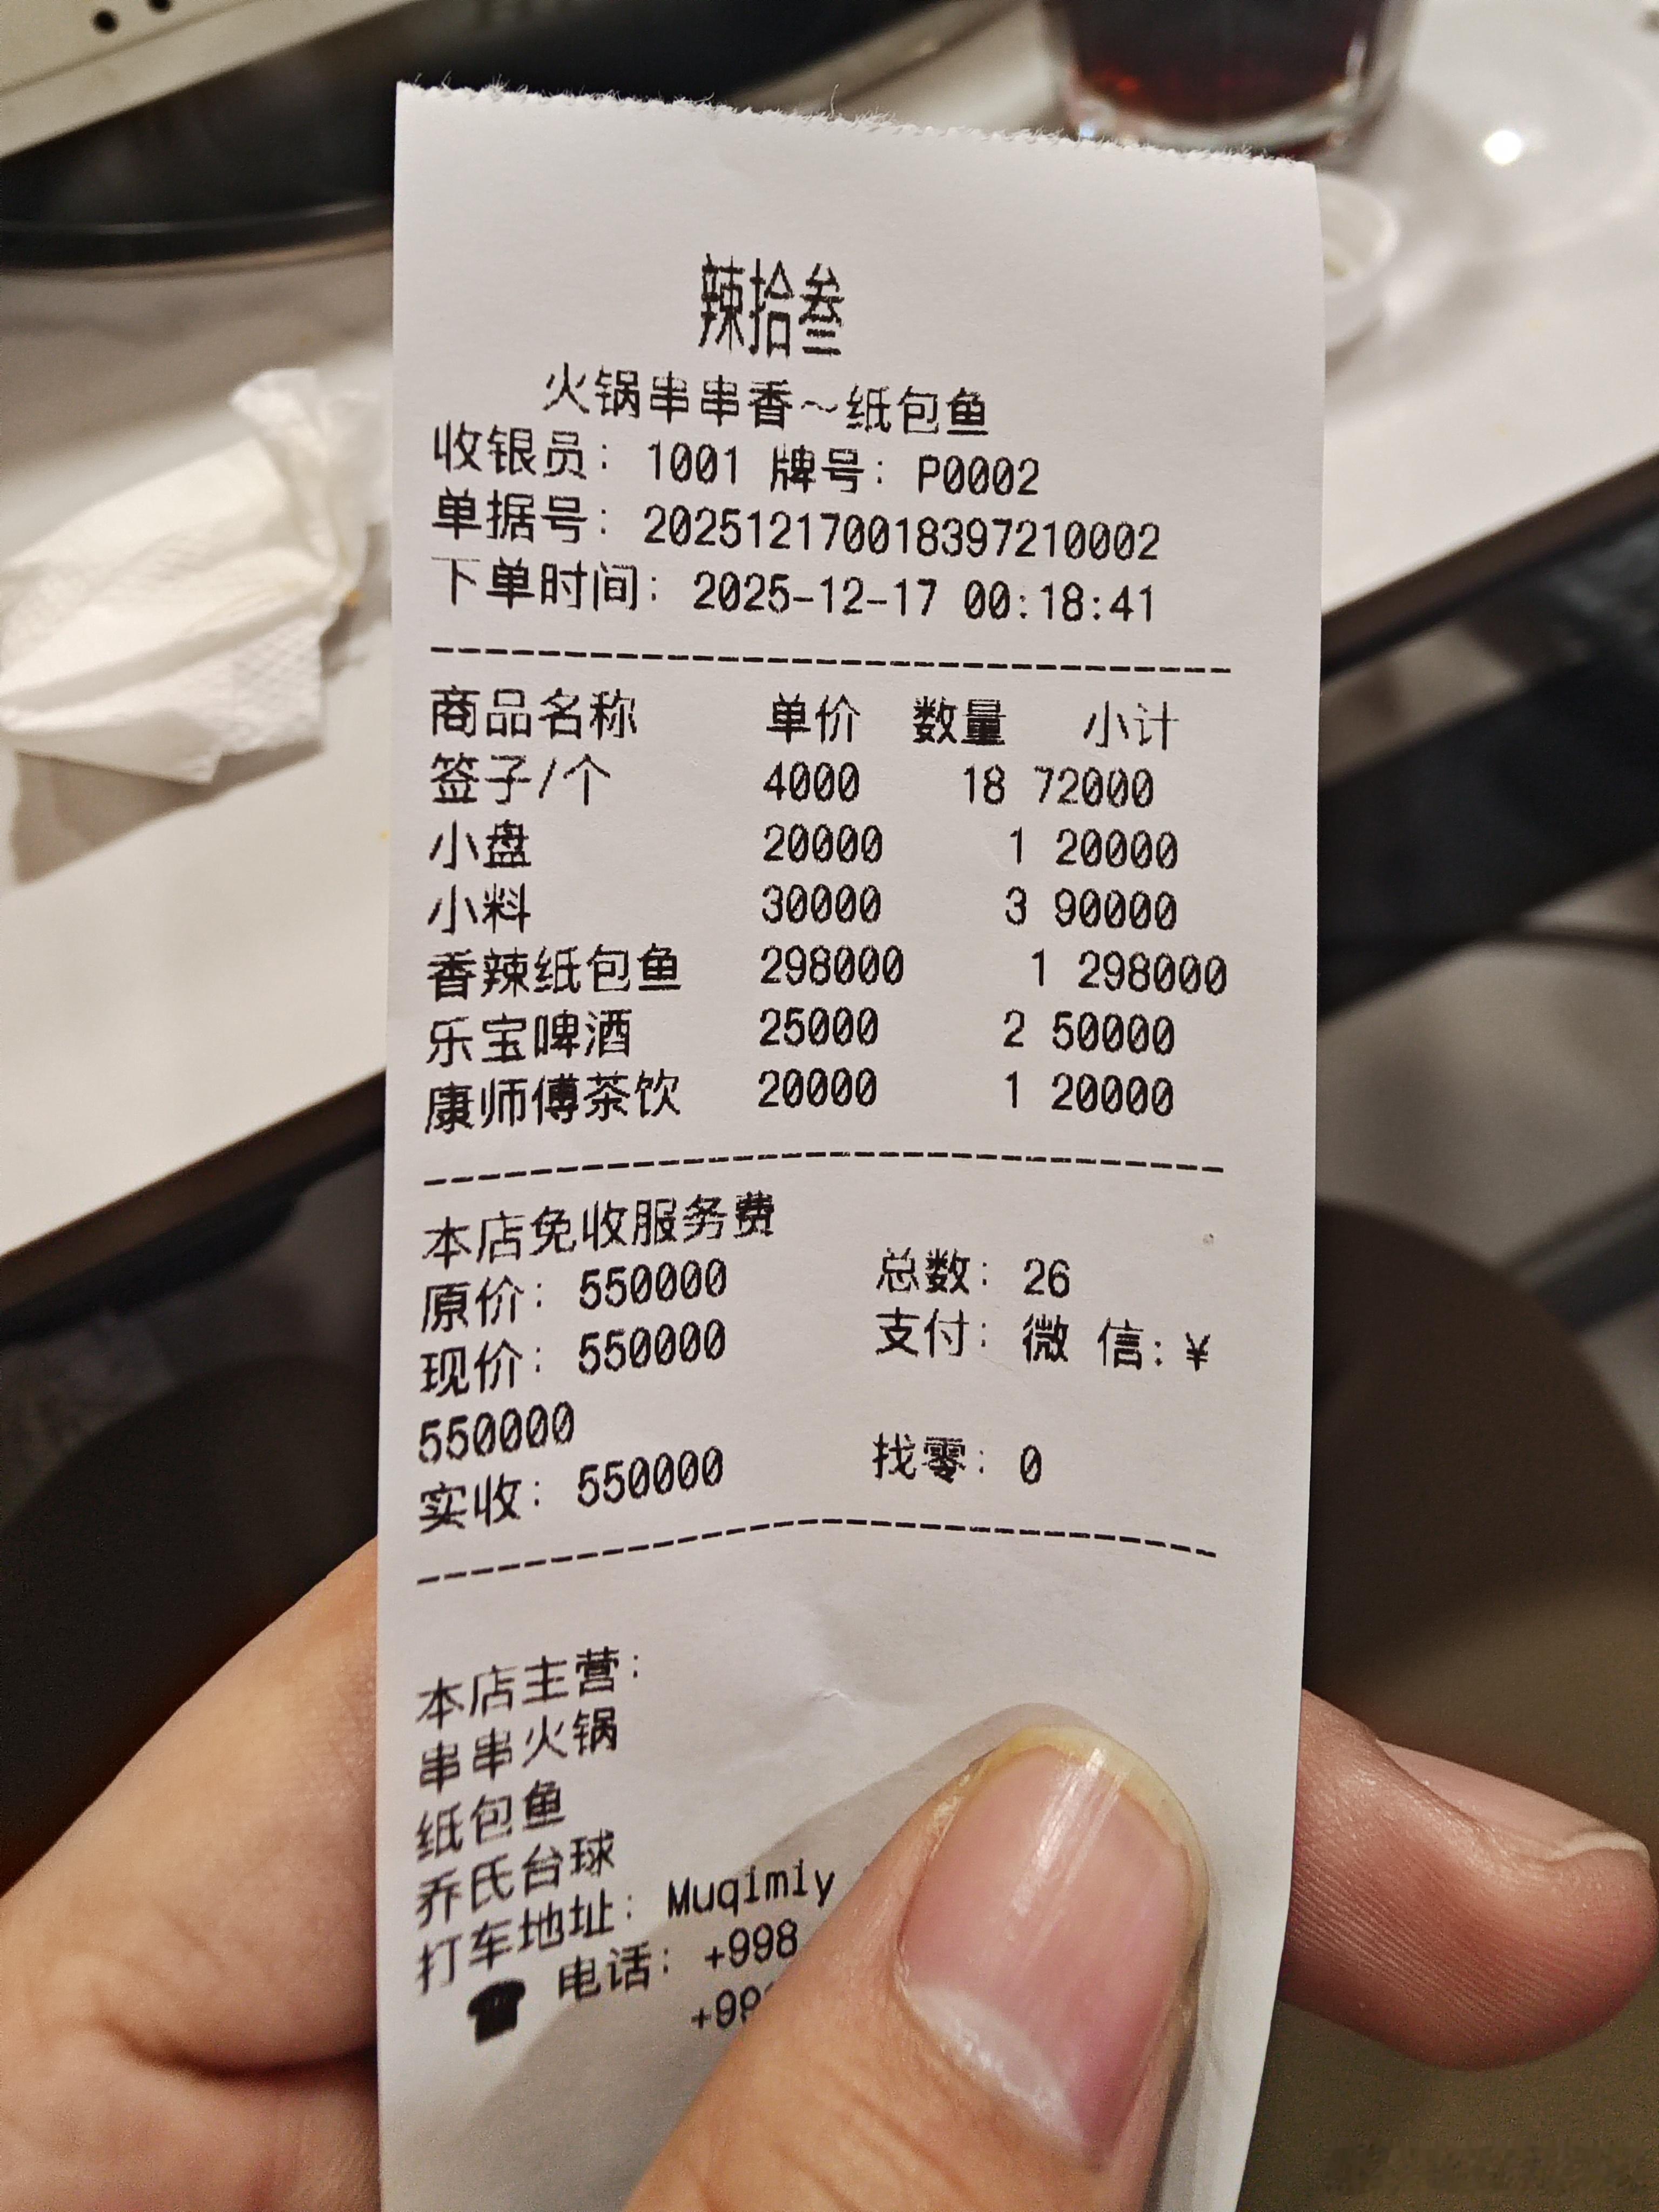 辣拾叁
火锅串串香~纸包鱼
收银员: 1001 牌号: P0002
单据号: 202512170018397210002
下单时间: 2025-12-17 00:18:41
商品名称 单价 数量 小计
签子/个 4000 18 72000
小盘 20000 1 20000
小料 30000 3 90000
香辣纸包鱼 298000 1 298000
乐宝啤酒 25000 2 50000
康师傅茶饮 20000 1 20000
本店免收服务费
原价: 550000 总数: 26
现价: 550000 支付: 微 信: ¥
550000
实收: 550000 找零: 0
本店主营:
串串火锅
纸包鱼
乔氏台球
打车地址: Muqimiy
电话: +998